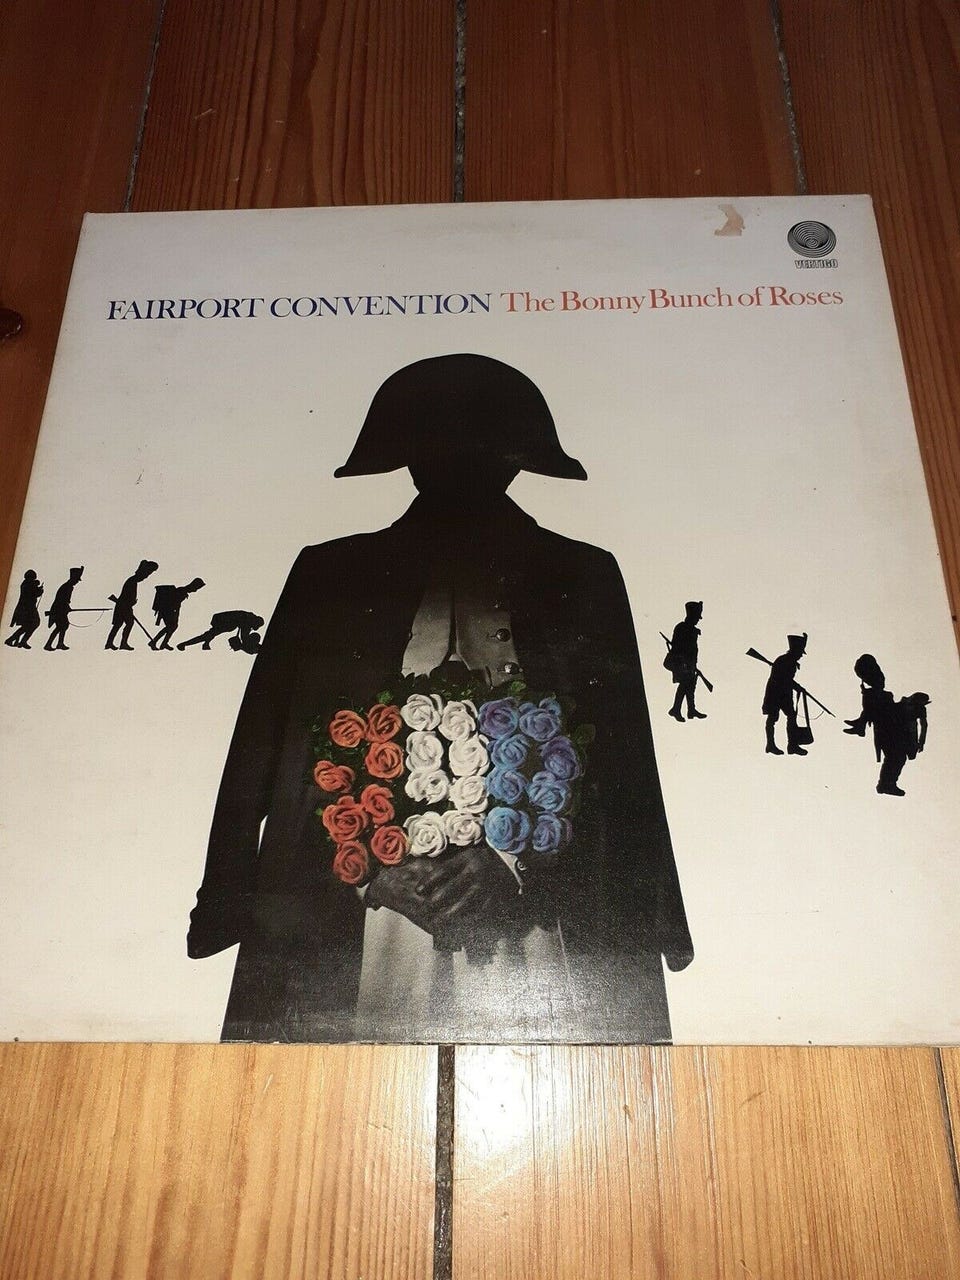 VERTIGO
FAIRPORT CONVENTION The Bonny Bunch of Roses